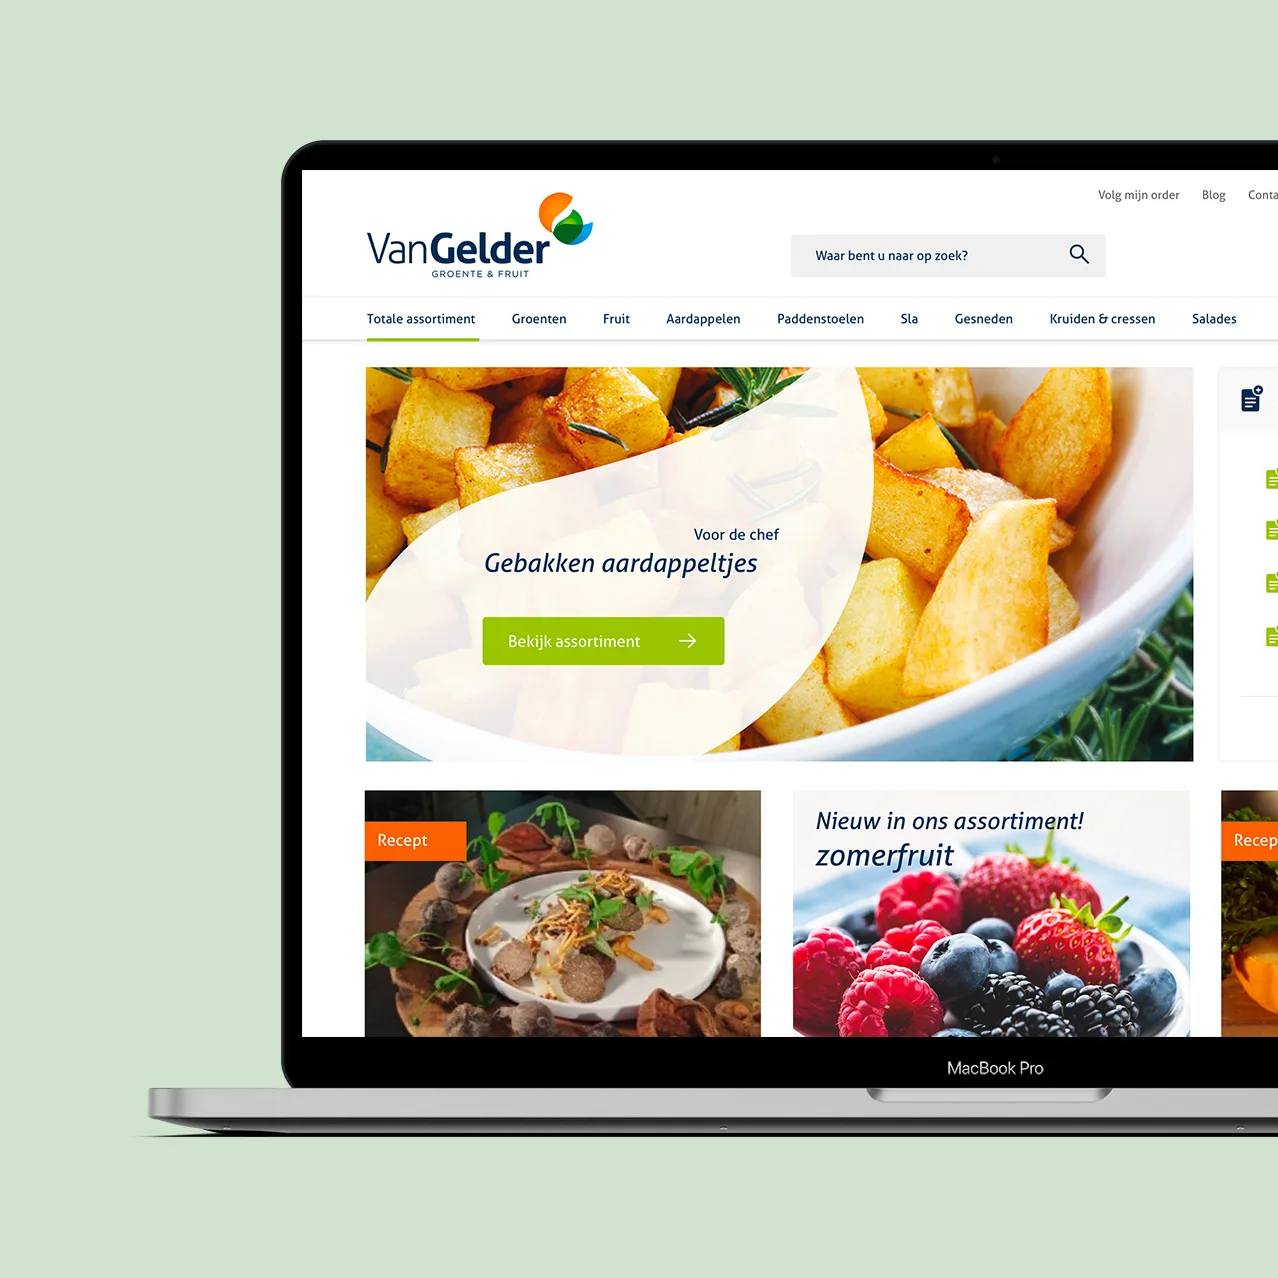 Volg mijn order Blog Conta
VanGelder
GROENTE & FRUIT
Waar bent u naar op zoek?
Totale assortiment Groenten Fruit Aardappelen Paddenstoelen Sla Gesneden Kruiden & cressen Salades
Voor de chef
Gebakken aardappeltjes
Bekijk assortiment
Recept
Nieuw in ons assortiment!
zomerfruit
Recep
MacBook Pro